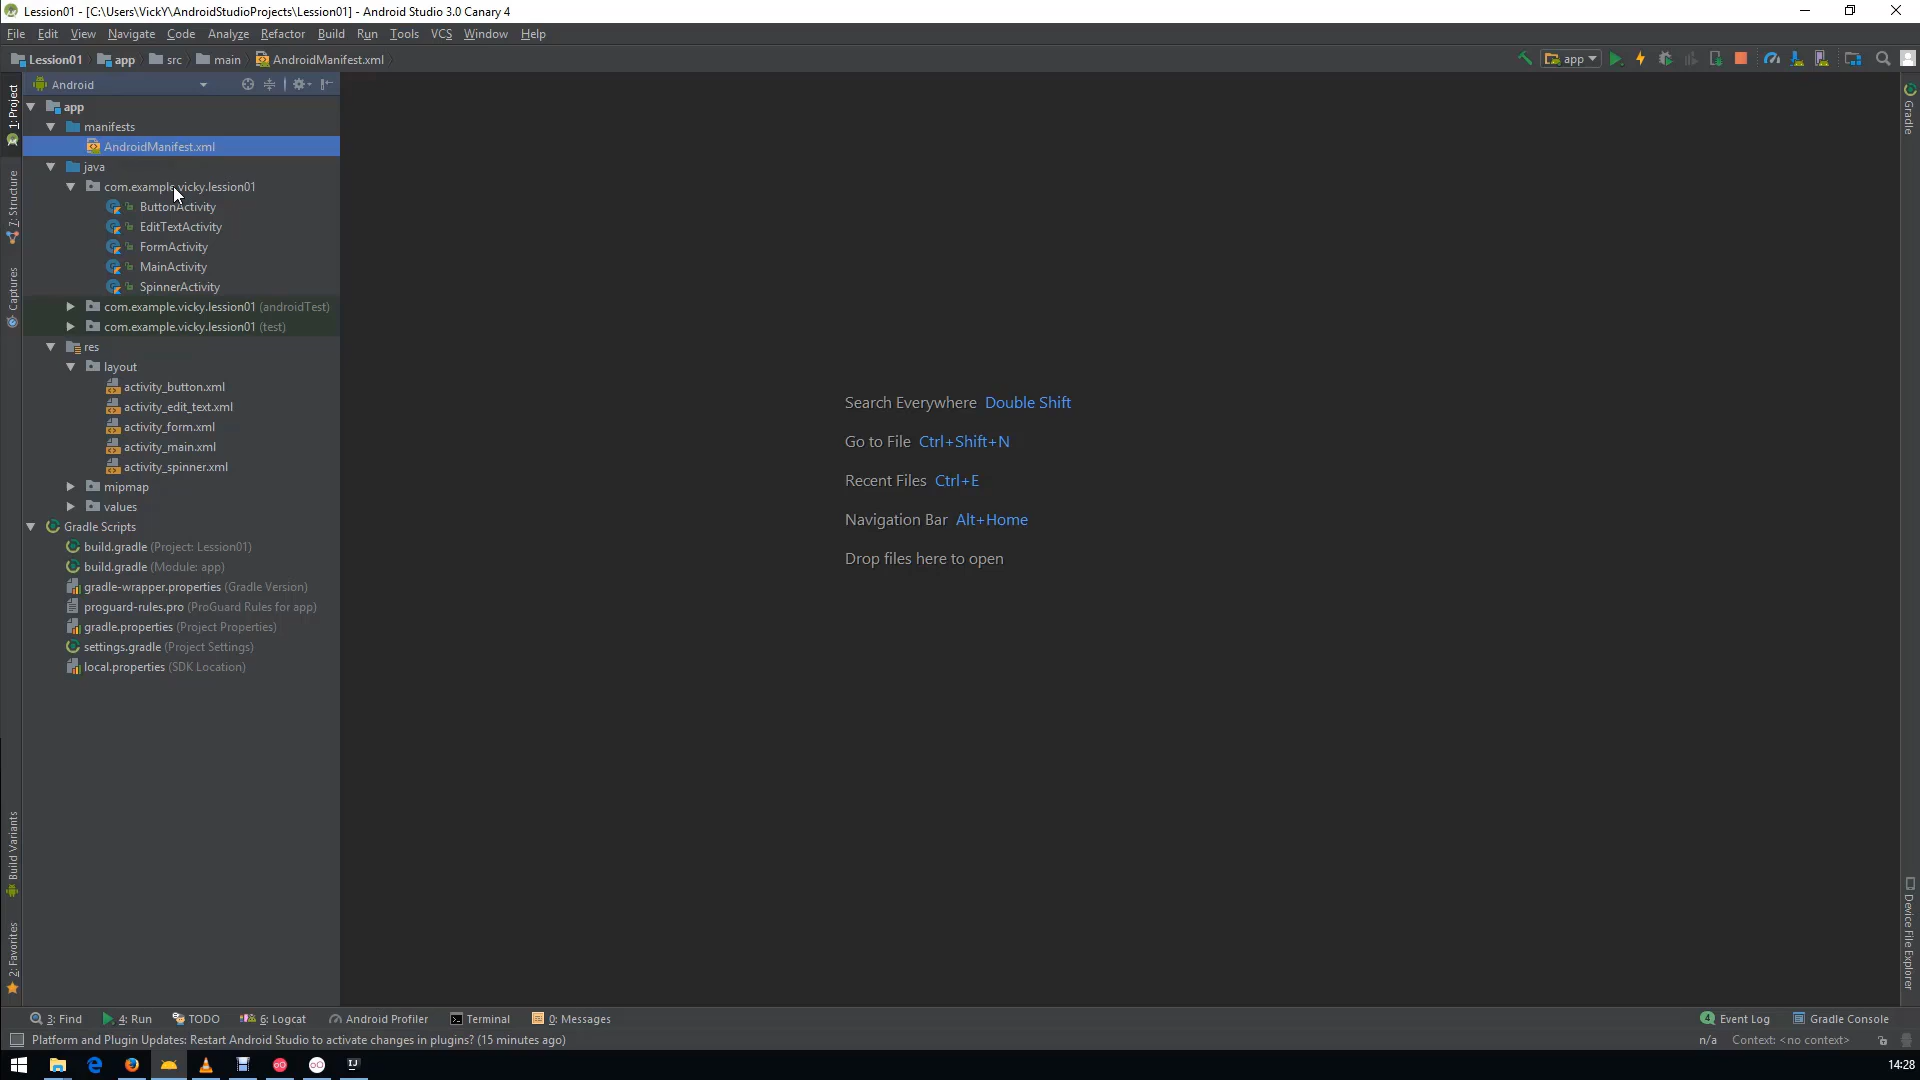 Lession01 - [C:\Users\VickY\AndroidStudioProjects\Lession01] - Android Studio 3.0 Canary 4
File Edit View Navigate Code Analyze Refactor Build Run Tools VCS Window Help
Lession01 app src main AndroidManifest.xml app
1: Project
7: Structure
Captures
Build Variants
2: Favorites
Android
app
manifests
AndroidManifest.xml
java
com.example.vicky.lession01
ButtonActivity
EditTextActivity
FormActivity
MainActivity
SpinnerActivity
com.example.vicky.lession01 (androidTest)
com.example.vicky.lession01 (test)
res
layout
activity_button.xml
activity_edit_text.xml
activity_form.xml
activity_main.xml
activity_spinner.xml
mipmap
values
Gradle Scripts
build.gradle (Project: Lession01)
build.gradle (Module: app)
gradle-wrapper.properties (Gradle Version)
proguard-rules.pro (ProGuard Rules for app)
gradle.properties (Project Properties)
settings.gradle (Project Settings)
local.properties (SDK Location)
Search Everywhere Double Shift
Go to File Ctrl+Shift+N
Recent Files Ctrl+E
Navigation Bar Alt+Home
Drop files here to open
Gradle
Device File Explorer
3: Find 4: Run TODO 6: Logcat Android Profiler Terminal 0: Messages 4 Event Log Gradle Console
Platform and Plugin Updates: Restart Android Studio to activate changes in plugins? (15 minutes ago) n/a Context: <no context>
14:28